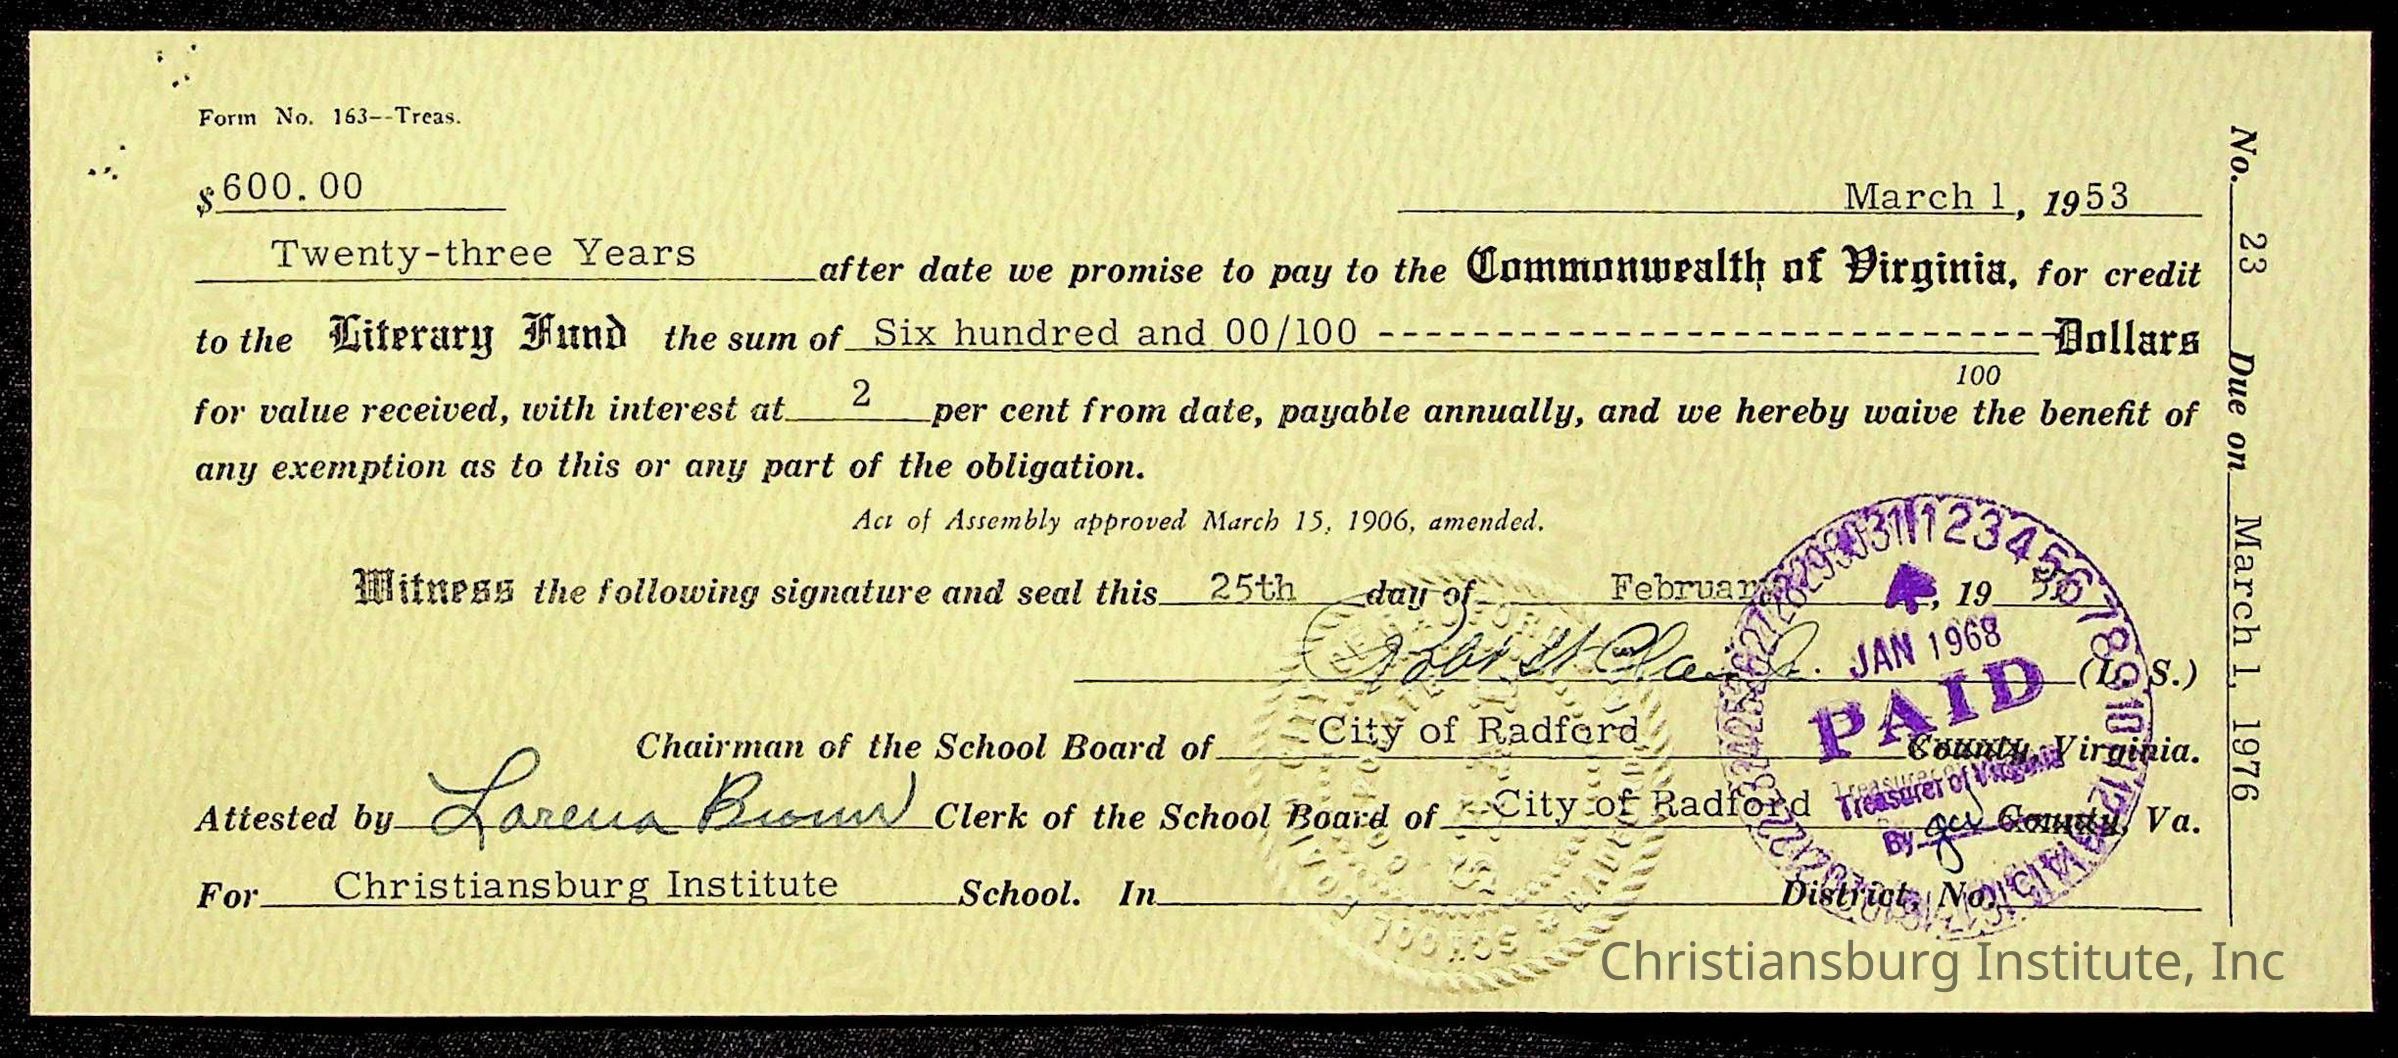 Form No. 163--Treas.
$600.00
March 1, 1953
Twenty-three Years after date we promise to pay to the Commonwealth of Virginia, for credit
to the Literary Fund the sum of Six hundred and 00/100 ---------------------------- Dollars
100
for value received, with interest at 2 per cent from date, payable annually, and we hereby waive the benefit of
any exemption as to this or any part of the obligation.
Act of Assembly approved March 15, 1906, amended.
Witness the following signature and seal this 25th day of February, 19
(L. S.)
Chairman of the School Board of City of Radford County, Virginia.
Attested by Lorena Clerk of the School Board of City of Radford County, Va.
For Christiansburg Institute School. In District, No.
No. 23 Due on March 1, 1976
JAN 1968
PAID
Treasurer of Virginia
By
Christiansburg Institute, Inc